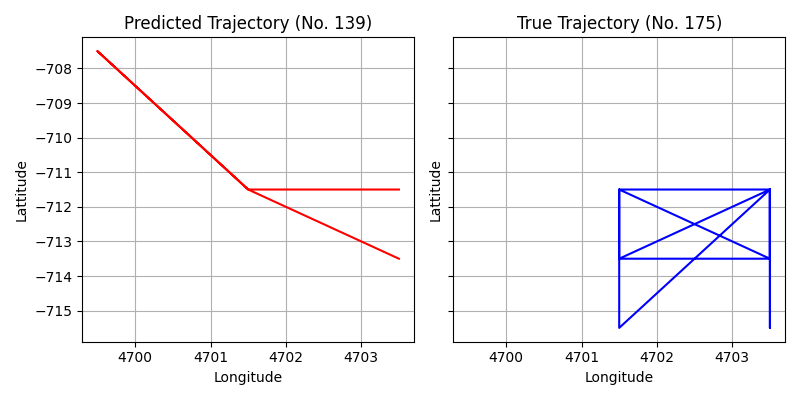 Predicted Trajectory (No. 139)
True Trajectory (No. 175)
Lattitude
−708
−709
−710
−711
−712
−713
−714
−715
4700
4701
4702
4703
Longitude
Lattitude
4700
4701
4702
4703
Longitude